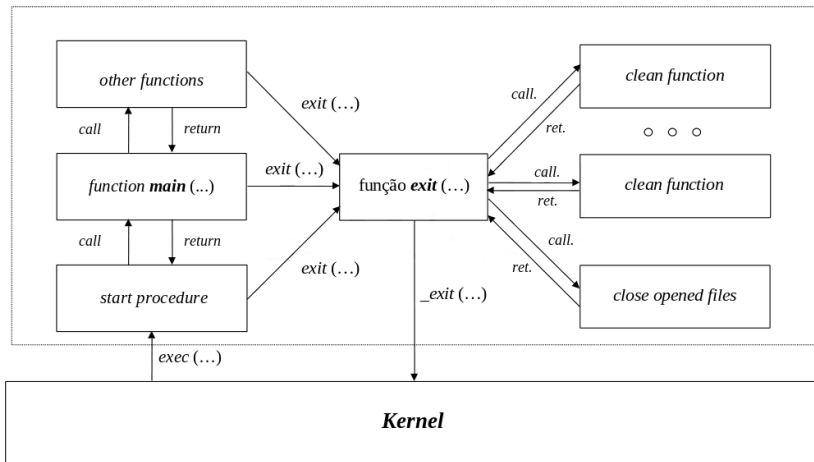 other functions
exit (…)
call
return
function main (...)
exit (…)
call
return
start procedure
exit (…)
exec (…)
função exit (…)
_exit (…)
call.
ret.
clean function
call.
ret.
clean function
call.
ret.
close opened files
Kernel